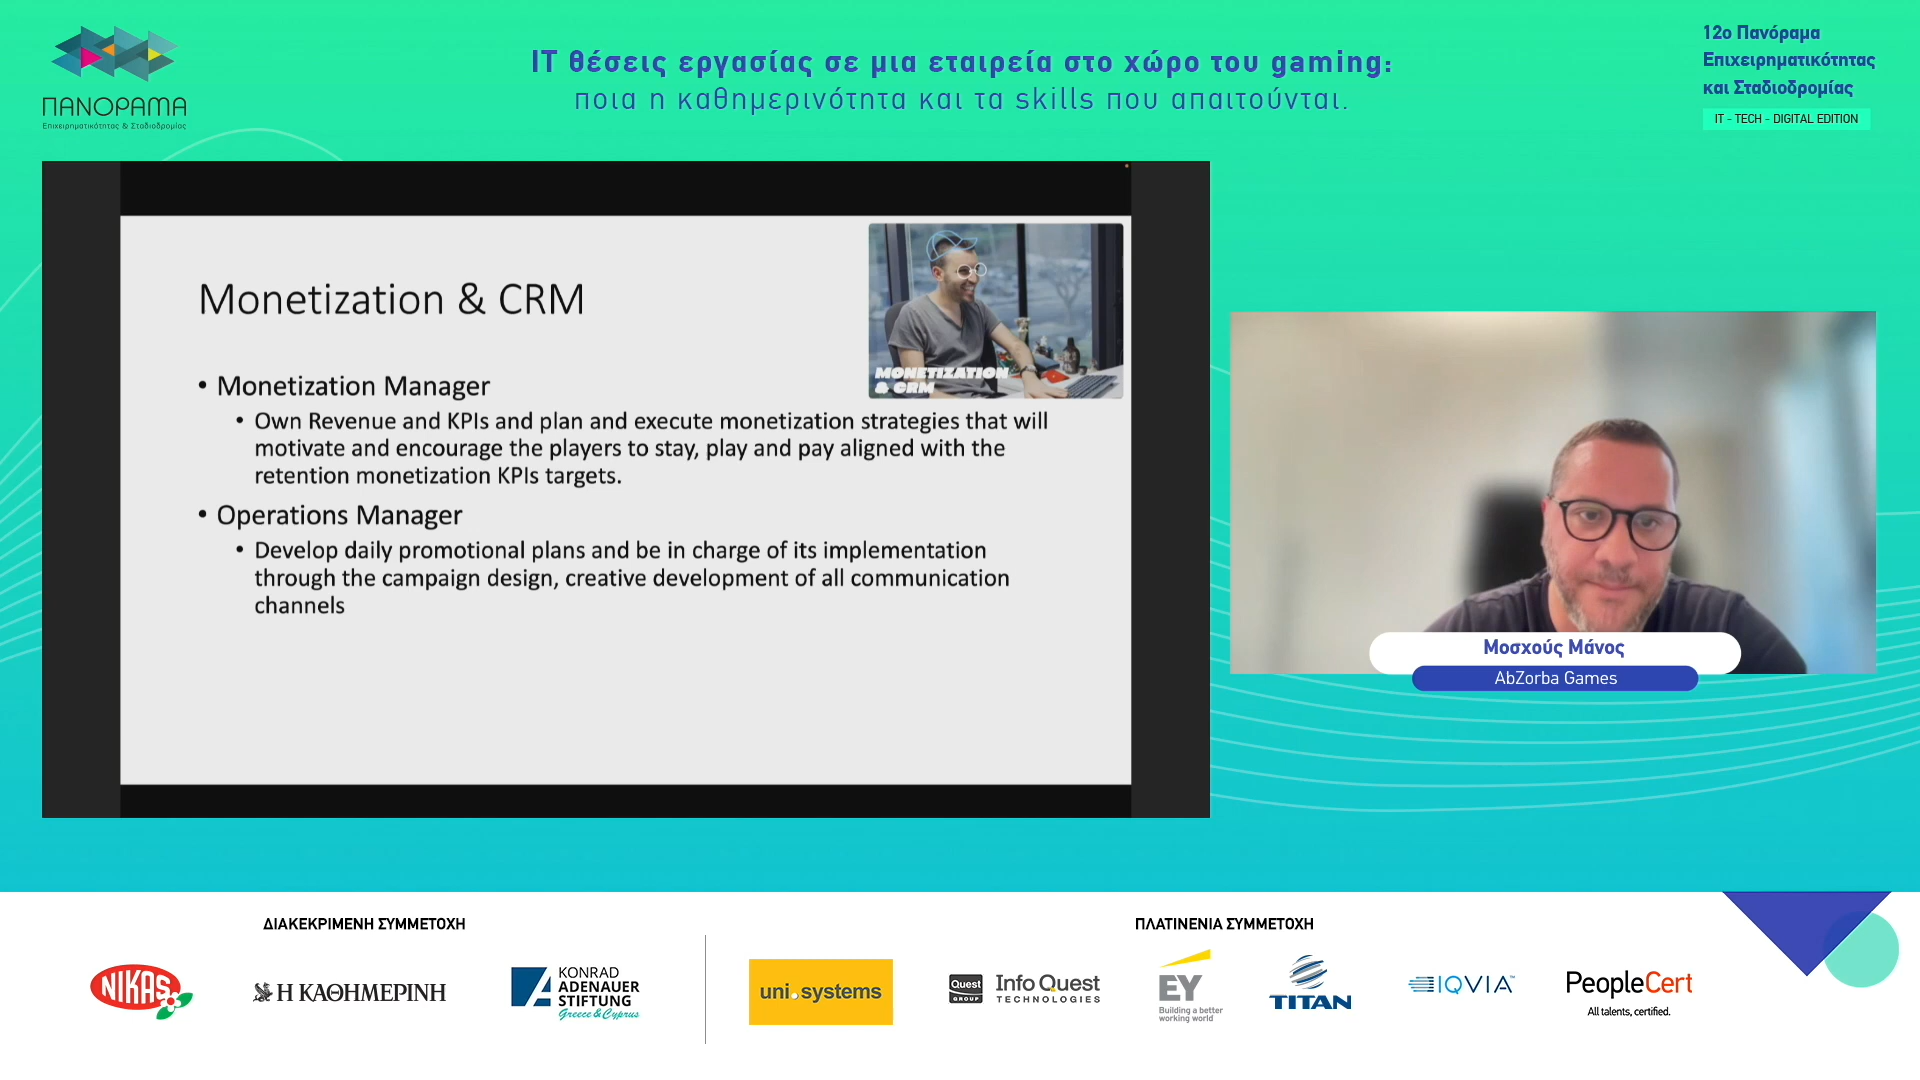 ΠΑΝΟΡΑΜΑ
Επιχειρηματικότητας & Σταδιοδρομίας
IT θέσεις εργασίας σε μια εταιρεία στο χώρο του gaming:
ποια η καθημερινότητα και τα skills που απαιτούνται.
12ο Πανόραμα
Επιχειρηματικότητας
και Σταδιοδρομίας
IT - TECH - DIGITAL EDITION
Monetization & CRM
MONETIZATION
& CRM
• Monetization Manager
• Own Revenue and KPIs and plan and execute monetization strategies that will
motivate and encourage the players to stay, play and pay aligned with the
retention monetization KPIs targets.
• Operations Manager
• Develop daily promotional plans and be in charge of its implementation
through the campaign design, creative development of all communication
channels
Μοσχούς Μάνος
AbZorba Games
ΔΙΑΚΕΚΡΙΜΕΝΗ ΣΥΜΜΕΤΟΧΗ
NIKAS
Η ΚΑΘΗΜΕΡΙΝΗ
KONRAD
ADENAUER
STIFTUNG
Greece & Cyprus
ΠΛΑΤΙΝΕΝΙΑ ΣΥΜΜΕΤΟΧΗ
uni.systems
Quest
GROUP
Info Quest
TECHNOLOGIES
EY
Building a better
working world
TITAN
IQVIA
PeopleCert
All talents, certified.